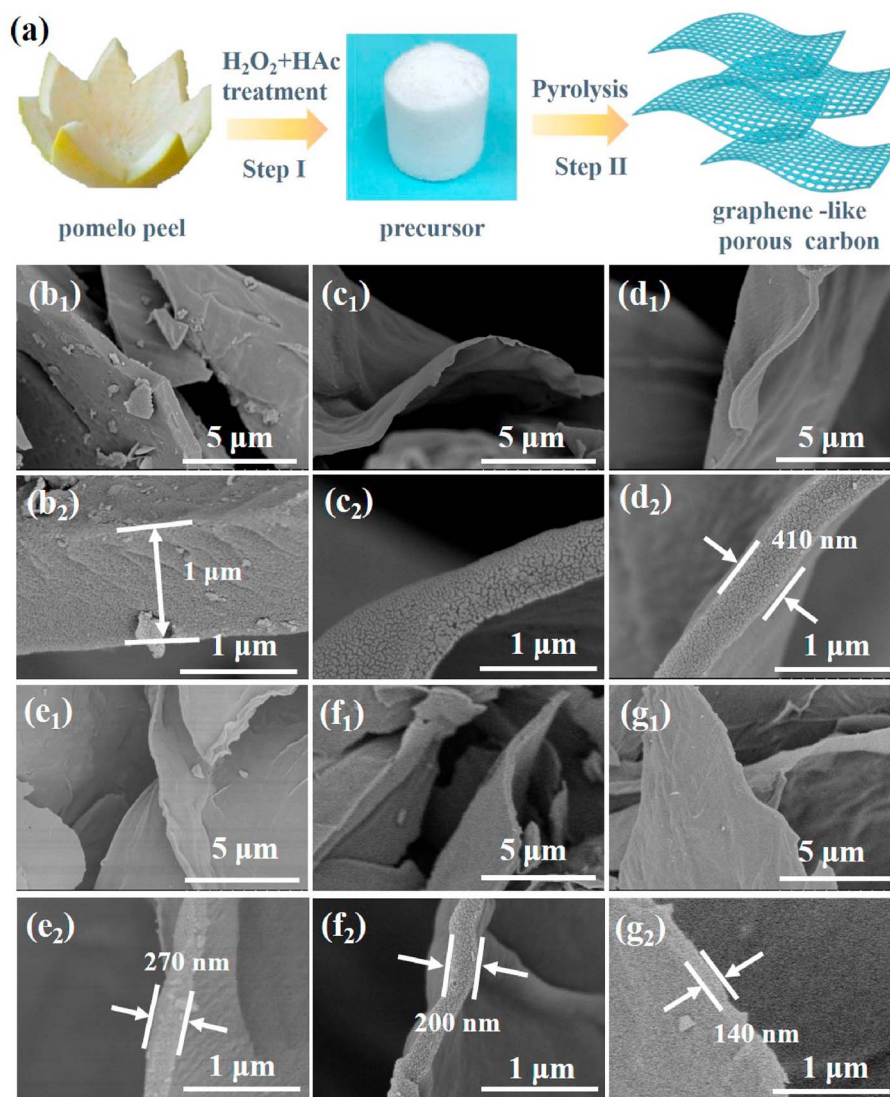 (a)
H₂O₂+HAc
treatment
Step I
Pyrolysis
Step II
pomelo peel
precursor
graphene -like
porous carbon
(b₁)
5 μm
(c₁)
5 μm
(d₁)
5 μm
(b₂)
1 μm
1 μm
(c₂)
1 μm
(d₂)
410 nm
1 μm
(e₁)
5 μm
(f₁)
5 μm
(g₁)
5 μm
(e₂)
270 nm
1 μm
(f₂)
200 nm
1 μm
(g₂)
140 nm
1 μm